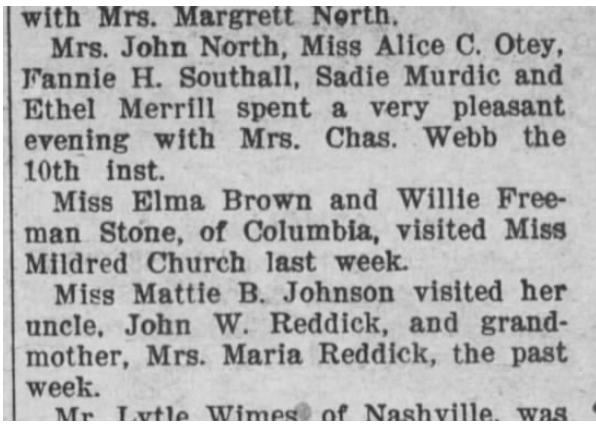 with Mrs. Margrett North.
Mrs. John North, Miss Alice C. Otey,
Fannie H. Southall, Sadie Murdic and
Ethel Merrill spent a very pleasant
evening with Mrs. Chas. Webb the
10th inst.
Miss Elma Brown and Willie Free-
man Stone, of Columbia, visited Miss
Mildred Church last week.
Miss Mattie B. Johnson visited her
uncle, John W. Reddick, and grand-
mother, Mrs. Maria Reddick, the past
week.
Mr. Lytle Wimes of Nashville, was